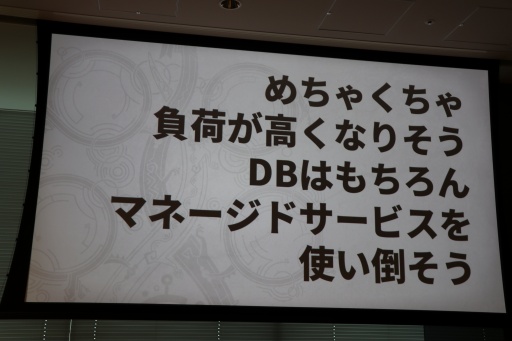 めちゃくちゃ
負荷が高くなりそう
DBはもちろん
マネージドサービスを
使い倒そう